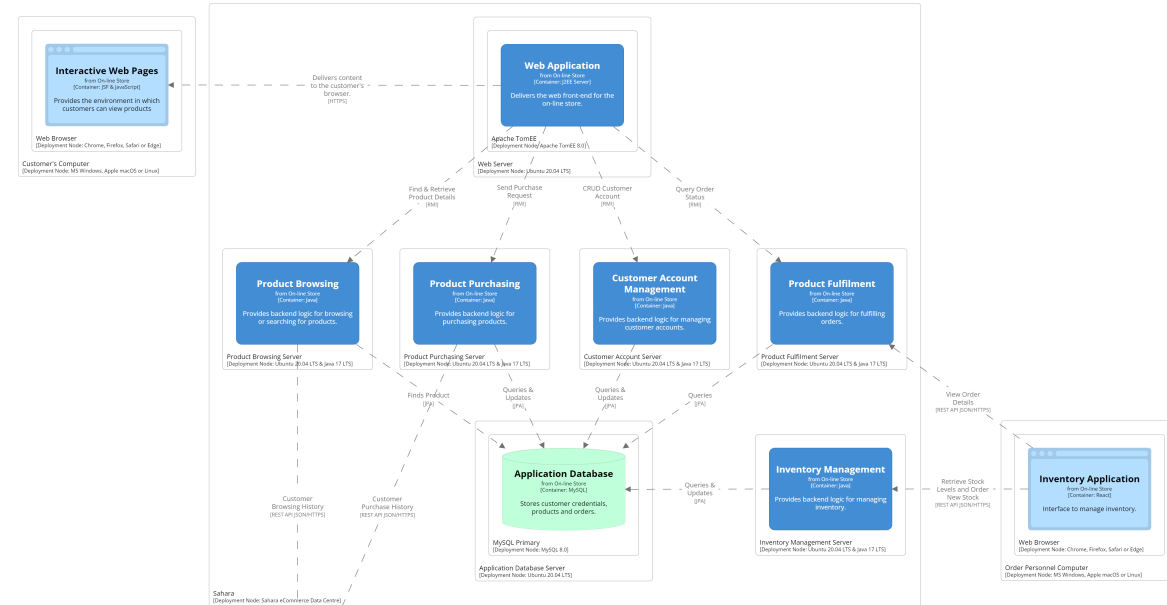 Interactive Web Pages
from On-line Store
[Container: JSP & JavaScript]
Provides the environment in which
customers can view products
Web Browser
[Deployment Node: Chrome, Firefox, Safari or Edge]
Customer's Computer
[Deployment Node: MS Windows, Apple macOS or Linux]
Delivers content
to the customer's
browser.
[HTTPS]
Web Application
from On-line Store
[Container: J2EE Server]
Delivers the web front-end for the
on-line store.
Apache TomEE
[Deployment Node: Apache TomEE 8.0]
Web Server
[Deployment Node: Ubuntu 20.04 LTS]
Find & Retrieve
Product Details
[RMI]
Send Purchase
Request
[RMI]
CRUD Customer
Account
[RMI]
Query Order
Status
[RMI]
Product Browsing
from On-line Store
[Container: Java]
Provides backend logic for browsing
or searching for products.
Product Browsing Server
[Deployment Node: Ubuntu 20.04 LTS & Java 17 LTS]
Product Purchasing
from On-line Store
[Container: Java]
Provides backend logic for
purchasing products.
Product Purchasing Server
[Deployment Node: Ubuntu 20.04 LTS & Java 17 LTS]
Customer Account
Management
from On-line Store
[Container: Java]
Provides backend logic for managing
customer accounts.
Customer Account Server
[Deployment Node: Ubuntu 20.04 LTS & Java 17 LTS]
Product Fulfilment
from On-line Store
[Container: Java]
Provides backend logic for fulfilling
orders.
Product Fulfilment Server
[Deployment Node: Ubuntu 20.04 LTS & Java 17 LTS]
Finds Product
[JPA]
Queries &
Updates
[JPA]
Queries &
Updates
[JPA]
Queries
[JPA]
View Order
Details
[REST API JSON/HTTPS]
Application Database
from On-line Store
[Container: MySQL]
Stores customer credentials,
products and orders.
MySQL Primary
[Deployment Node: MySQL 8.0]
Application Database Server
[Deployment Node: Ubuntu 20.04 LTS]
Queries &
Updates
[JPA]
Inventory Management
from On-line Store
[Container: Java]
Provides backend logic for managing
inventory.
Inventory Management Server
[Deployment Node: Ubuntu 20.04 LTS & Java 17 LTS]
Retrieve Stock
Levels and Order
New Stock
[REST API JSON/HTTPS]
Inventory Application
from On-line Store
[Container: React]
Interface to manage inventory.
Web Browser
[Deployment Node: Chrome, Firefox, Safari or Edge]
Order Personnel Computer
[Deployment Node: MS Windows, Apple macOS or Linux]
Customer
Browsing History
[REST API JSON/HTTPS]
Customer
Purchase History
[REST API JSON/HTTPS]
Sahara
[Deployment Node: Sahara eCommerce Data Centre]